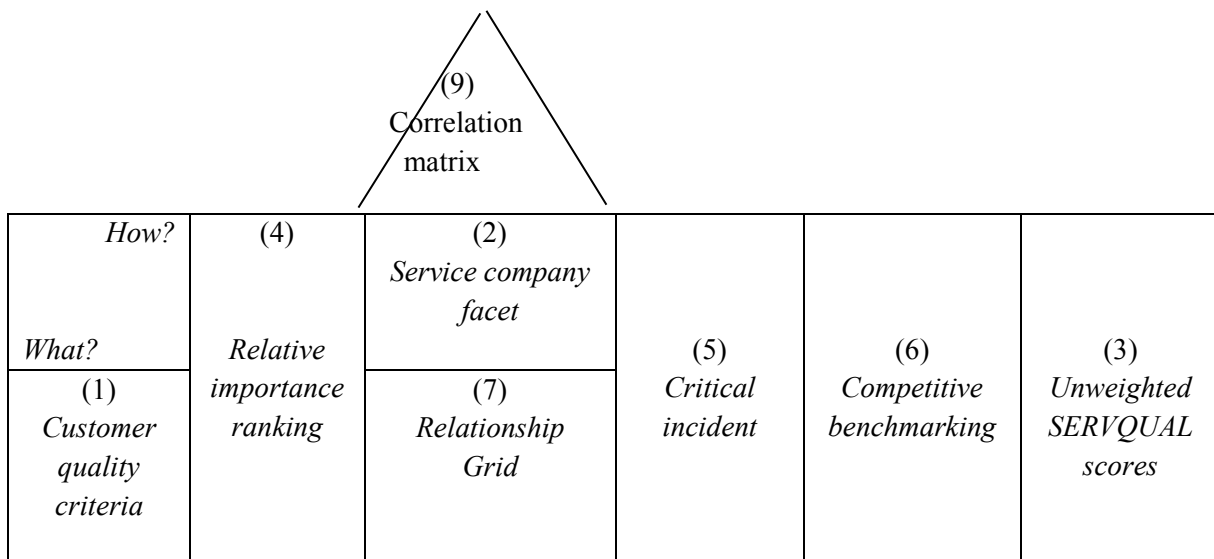 (9)
Correlation
matrix
How?
What?
(1)
Customer
quality
criteria
(4)
Relative
importance
ranking
(2)
Service company
facet
(7)
Relationship
Grid
(5)
Critical
incident
(6)
Competitive
benchmarking
(3)
Unweighted
SERVQUAL
scores